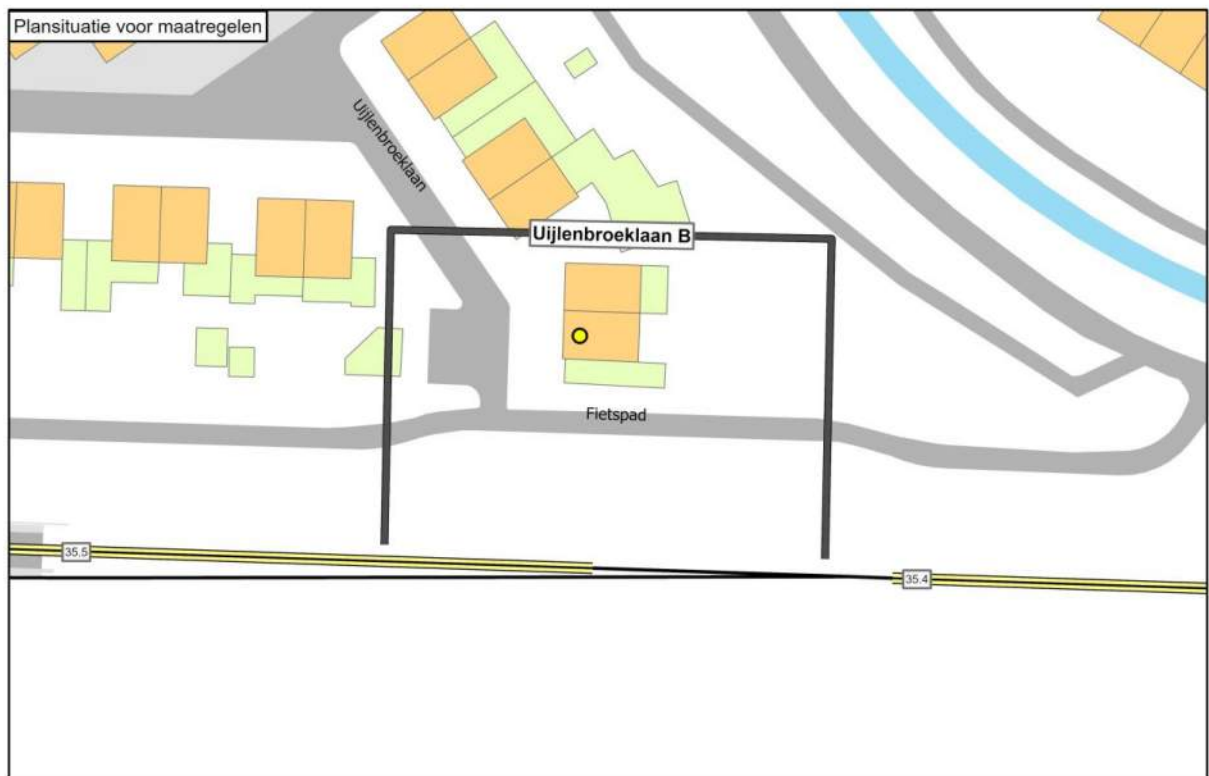 Plansituatie voor maatregelen
Uijlenbroeklaan
Uijlenbroeklaan B
Fietspad
35.5
35.4